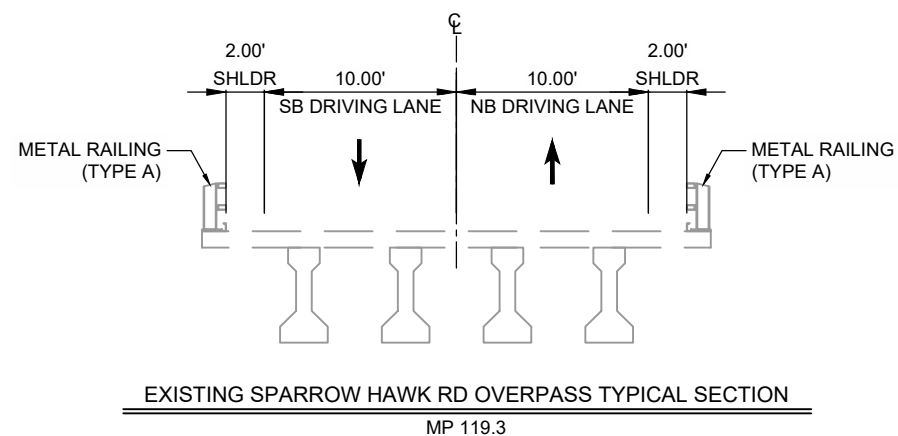 ℄
2.00'
SHLDR
10.00'
SB DRIVING LANE
10.00'
NB DRIVING LANE
2.00'
SHLDR
METAL RAILING
(TYPE A)
METAL RAILING
(TYPE A)
EXISTING SPARROW HAWK RD OVERPASS TYPICAL SECTION
MP 119.3